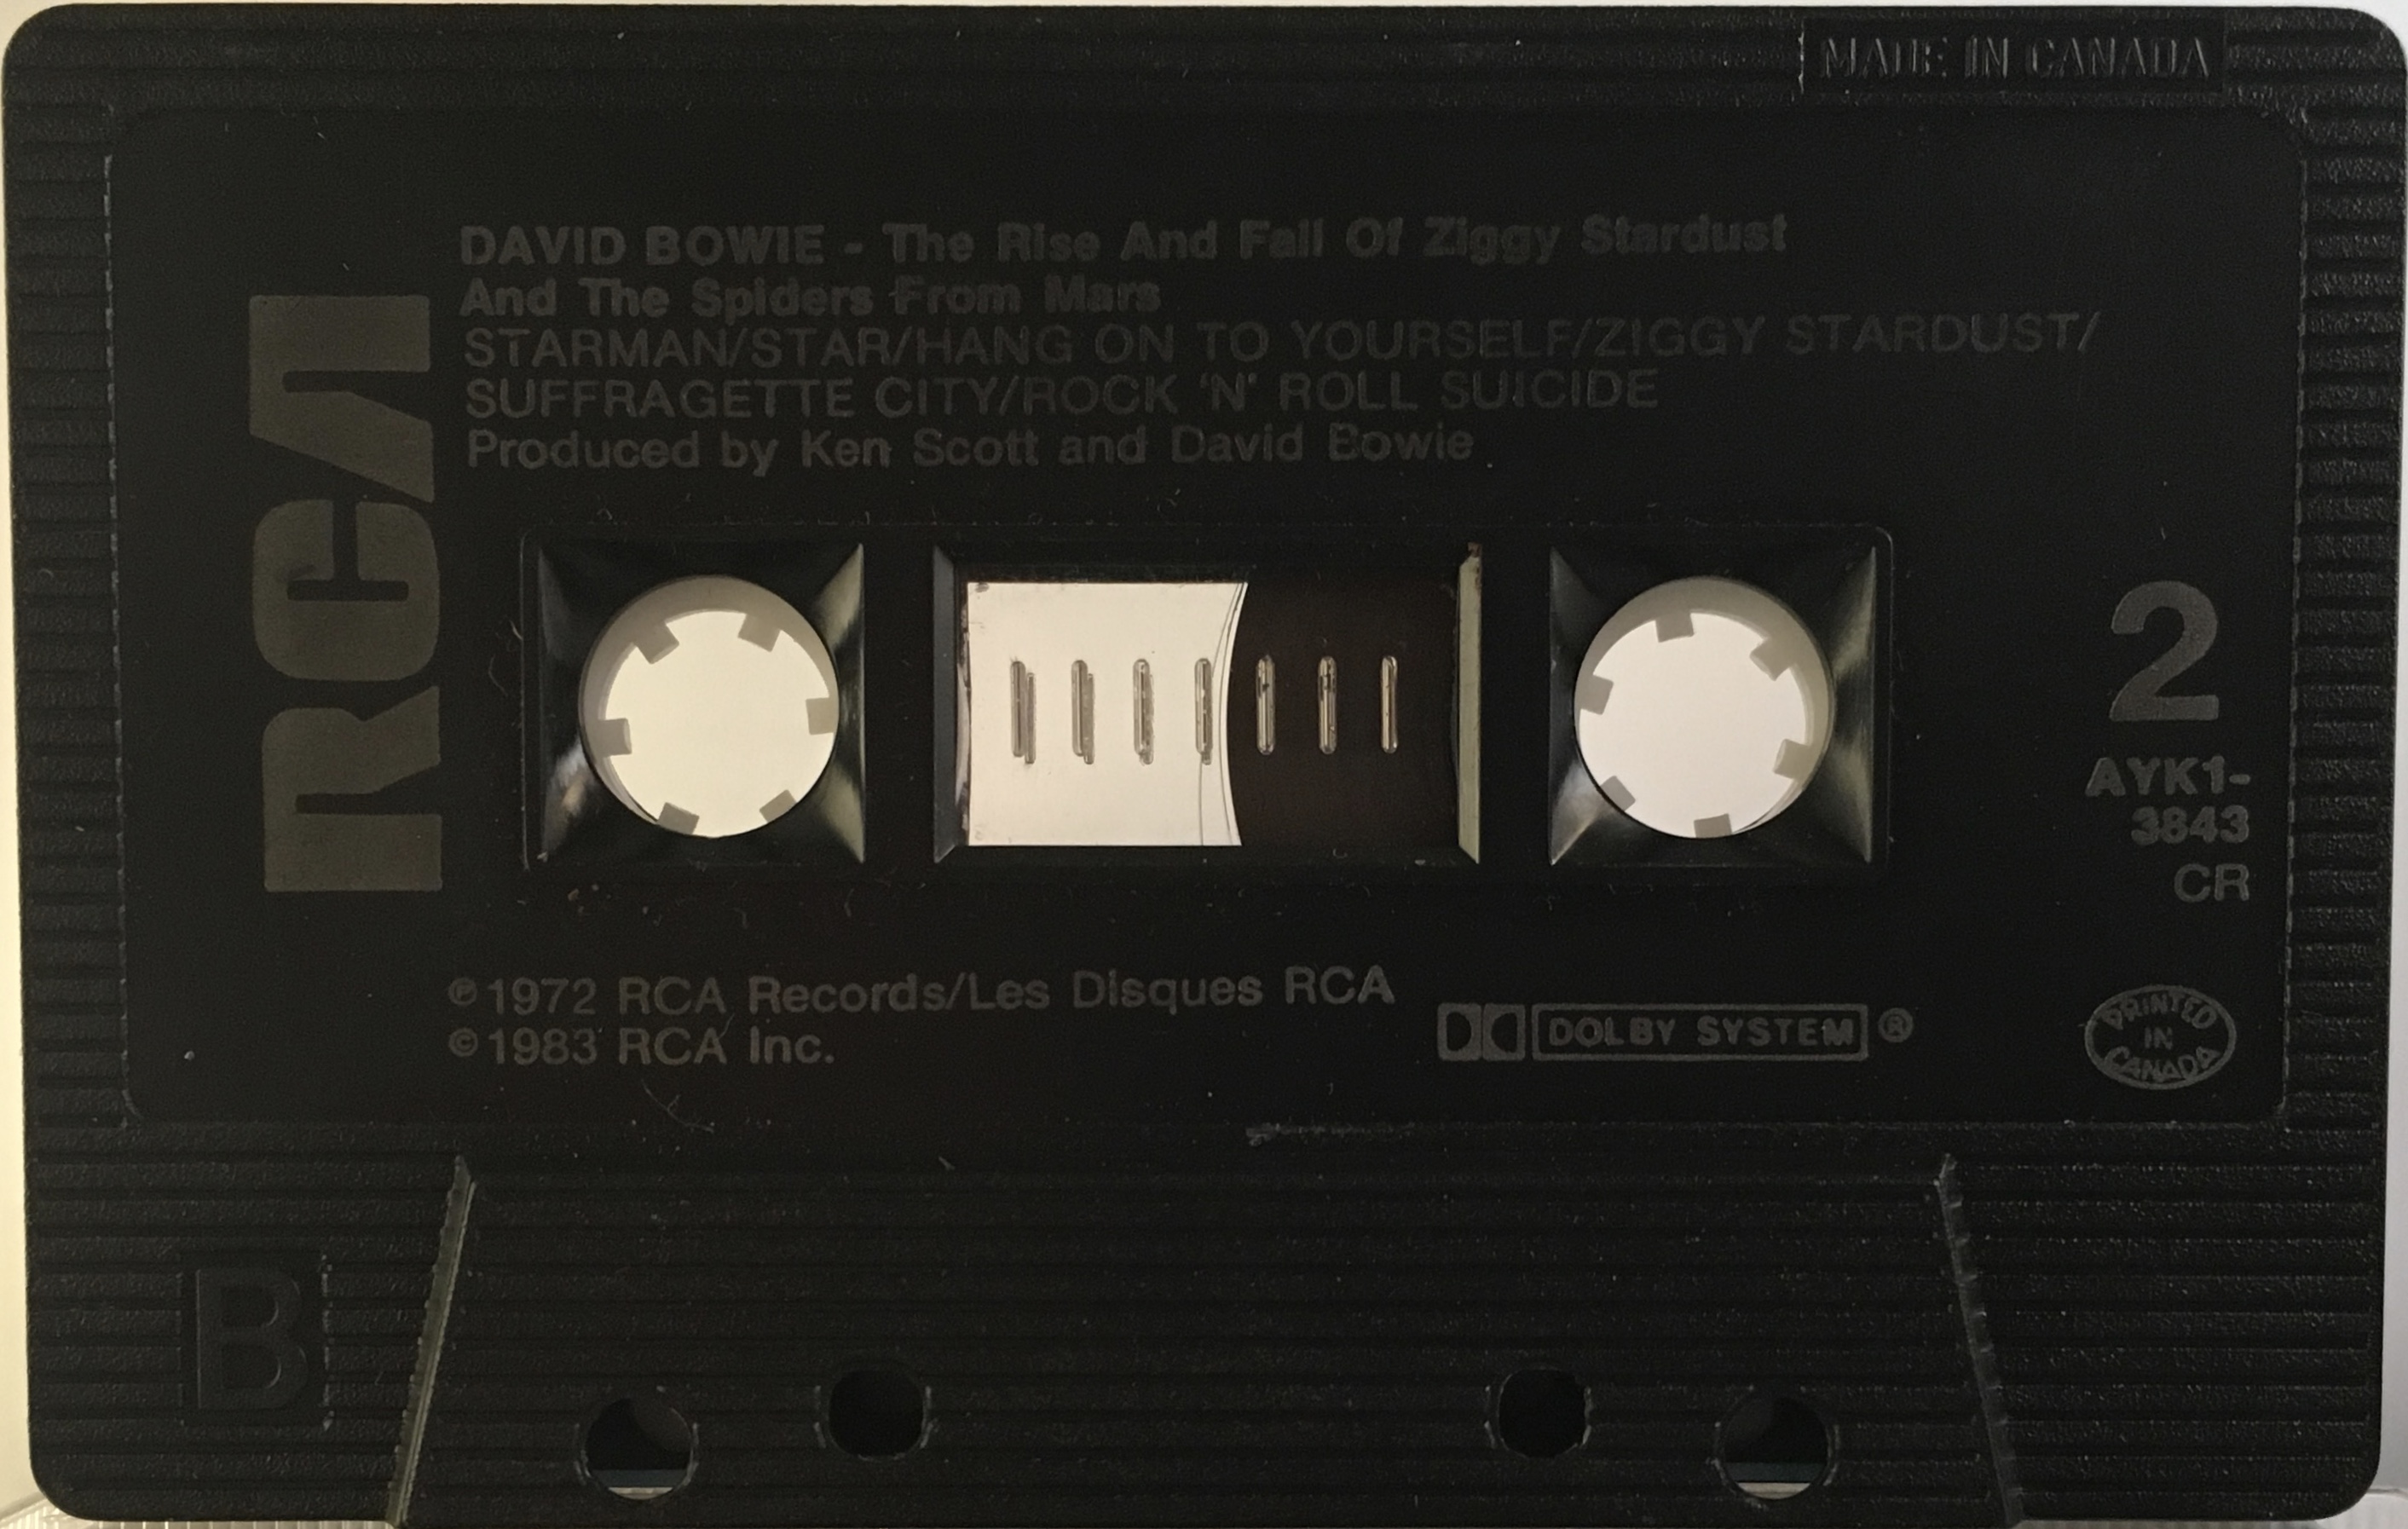 MADE IN CANADA
DAVID BOWIE - The Rise And Fall Of Ziggy Stardust
And The Spiders From Mars
STARMAN/STAR/HANG ON TO YOURSELF/ZIGGY STARDUST/
SUFFRAGETTE CITY/ROCK 'N' ROLL SUICIDE
Produced by Ken Scott and David Bowie
RCA
2
AYK1-
3843
CR
℗1972 RCA Records/Les Disques RCA
©1983 RCA Inc.
DOLBY SYSTEM ®
PRINTED
IN
CANADA
B